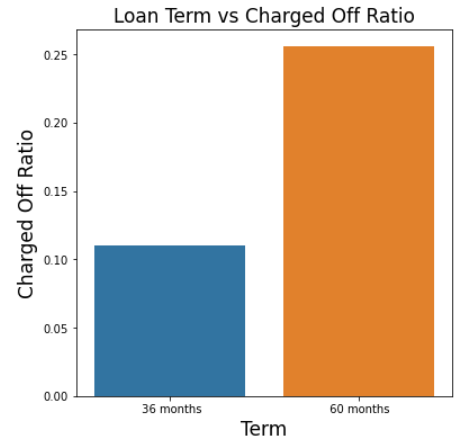 Loan Term vs Charged Off Ratio
Charged Off Ratio
0.25
0.20
0.15
0.10
0.05
0.00
36 months
60 months
Term